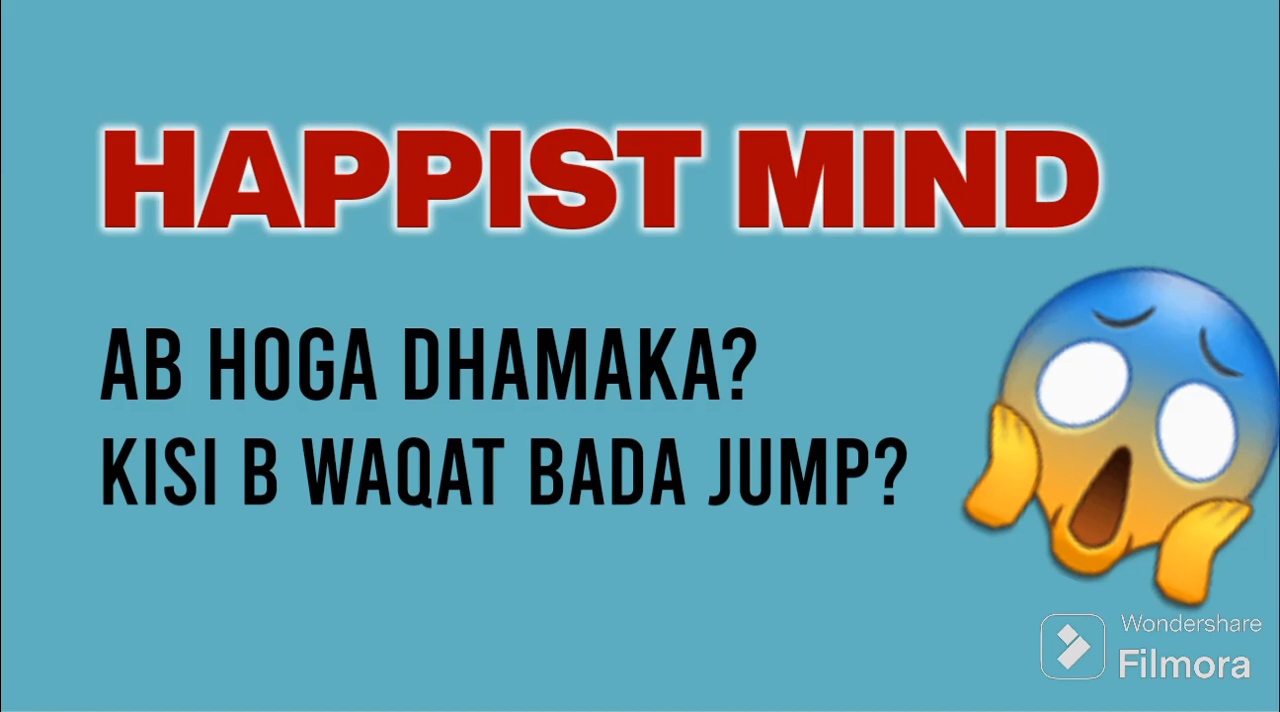 HAPPIST MIND
AB HOGA DHAMAKA?
KISI B WAQAT BADA JUMP?
Wondershare
Filmora